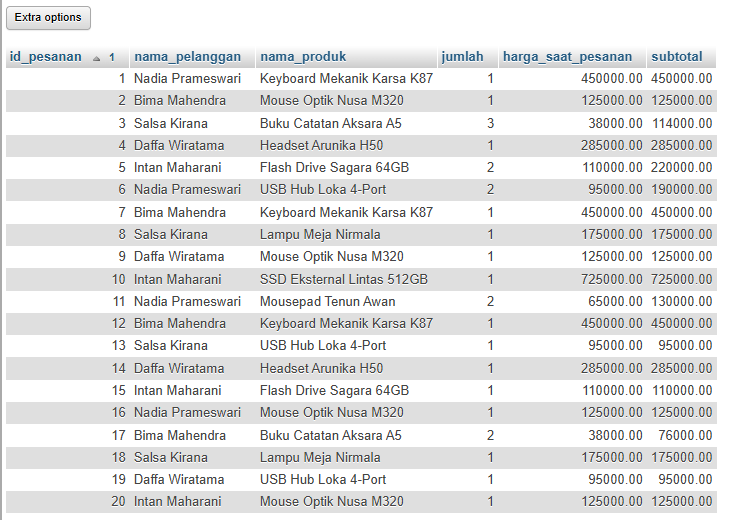 Extra options
id_pesanan 1 nama_pelanggan nama_produk jumlah harga_saat_pesanan subtotal
1 Nadia Prameswari Keyboard Mekanik Karsa K87 1 450000.00 450000.00
2 Bima Mahendra Mouse Optik Nusa M320 1 125000.00 125000.00
3 Salsa Kirana Buku Catatan Aksara A5 3 38000.00 114000.00
4 Daffa Wiratama Headset Arunika H50 1 285000.00 285000.00
5 Intan Maharani Flash Drive Sagara 64GB 2 110000.00 220000.00
6 Nadia Prameswari USB Hub Loka 4-Port 2 95000.00 190000.00
7 Bima Mahendra Keyboard Mekanik Karsa K87 1 450000.00 450000.00
8 Salsa Kirana Lampu Meja Nirmala 1 175000.00 175000.00
9 Daffa Wiratama Mouse Optik Nusa M320 1 125000.00 125000.00
10 Intan Maharani SSD Eksternal Lintas 512GB 1 725000.00 725000.00
11 Nadia Prameswari Mousepad Tenun Awan 2 65000.00 130000.00
12 Bima Mahendra Keyboard Mekanik Karsa K87 1 450000.00 450000.00
13 Salsa Kirana USB Hub Loka 4-Port 1 95000.00 95000.00
14 Daffa Wiratama Headset Arunika H50 1 285000.00 285000.00
15 Intan Maharani Flash Drive Sagara 64GB 1 110000.00 110000.00
16 Nadia Prameswari Mouse Optik Nusa M320 1 125000.00 125000.00
17 Bima Mahendra Buku Catatan Aksara A5 2 38000.00 76000.00
18 Salsa Kirana Lampu Meja Nirmala 1 175000.00 175000.00
19 Daffa Wiratama USB Hub Loka 4-Port 1 95000.00 95000.00
20 Intan Maharani Mouse Optik Nusa M320 1 125000.00 125000.00